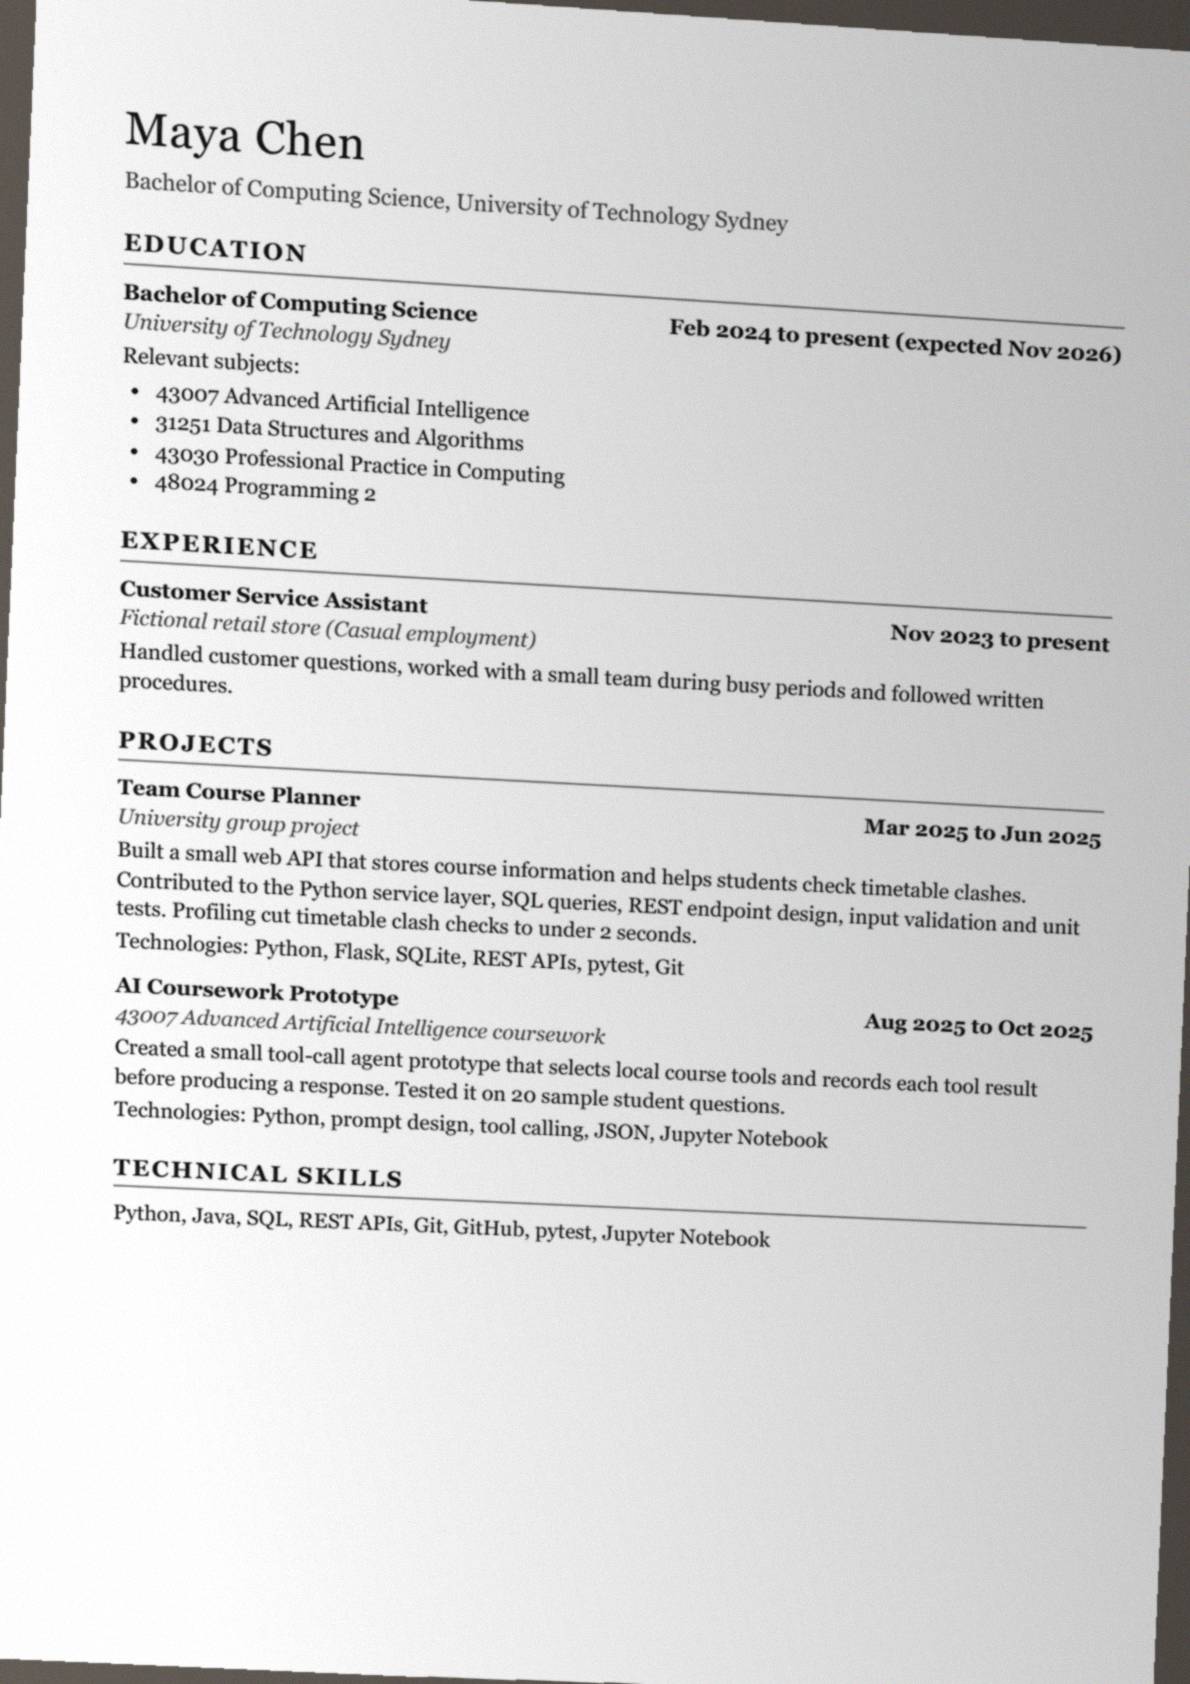 Maya Chen
Bachelor of Computing Science, University of Technology Sydney
EDUCATION
Bachelor of Computing Science
Feb 2024 to present (expected Nov 2026)
University of Technology Sydney
Relevant subjects:
• 43007 Advanced Artificial Intelligence
• 31251 Data Structures and Algorithms
• 43030 Professional Practice in Computing
• 48024 Programming 2
EXPERIENCE
Customer Service Assistant
Nov 2023 to present
Fictional retail store (Casual employment)
Handled customer questions, worked with a small team during busy periods and followed written
procedures.
PROJECTS
Team Course Planner
Mar 2025 to Jun 2025
University group project
Built a small web API that stores course information and helps students check timetable clashes.
Contributed to the Python service layer, SQL queries, REST endpoint design, input validation and unit
tests. Profiling cut timetable clash checks to under 2 seconds.
Technologies: Python, Flask, SQLite, REST APIs, pytest, Git
AI Coursework Prototype
Aug 2025 to Oct 2025
43007 Advanced Artificial Intelligence coursework
Created a small tool-call agent prototype that selects local course tools and records each tool result
before producing a response. Tested it on 20 sample student questions.
Technologies: Python, prompt design, tool calling, JSON, Jupyter Notebook
TECHNICAL SKILLS
Python, Java, SQL, REST APIs, Git, GitHub, pytest, Jupyter Notebook